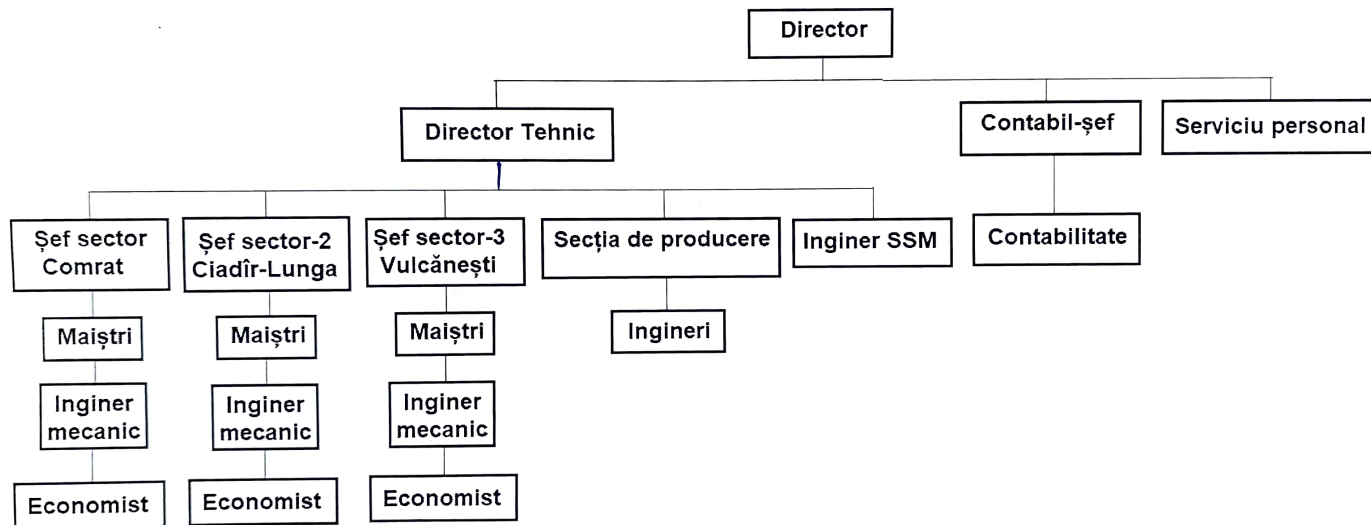 Director
Director Tehnic
Contabil-șef
Serviciu personal
Șef sector
Comrat
Șef sector-2
Ciadîr-Lunga
Șef sector-3
Vulcănești
Secția de producere
Inginer SSM
Contabilitate
Maiștri
Maiștri
Maiștri
Ingineri
Inginer
mecanic
Inginer
mecanic
Inginer
mecanic
Economist
Economist
Economist